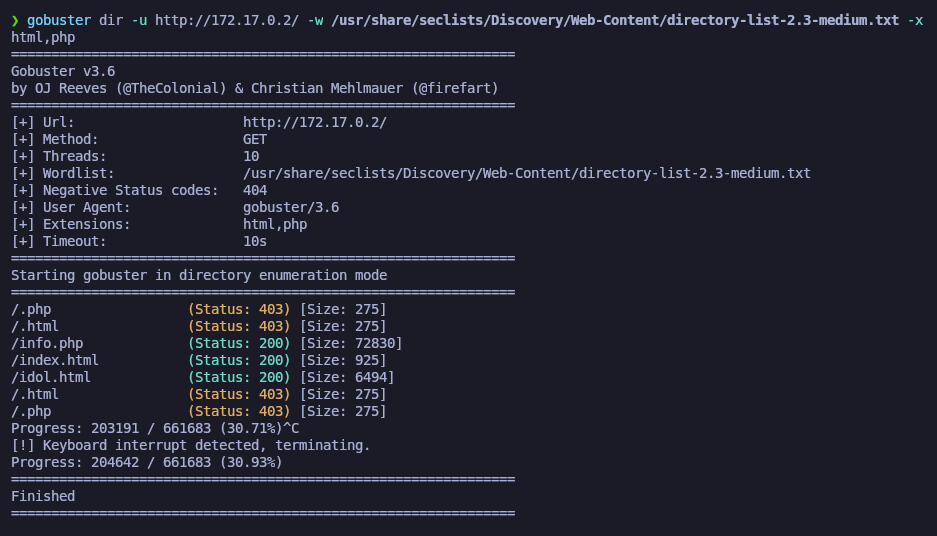 ❯ gobuster dir -u http://172.17.0.2/ -w /usr/share/seclists/Discovery/Web-Content/directory-list-2.3-medium.txt -x
html,php
===============================================================
Gobuster v3.6
by OJ Reeves (@TheColonial) & Christian Mehlmauer (@firefart)
===============================================================
[+] Url:                     http://172.17.0.2/
[+] Method:                  GET
[+] Threads:                 10
[+] Wordlist:                /usr/share/seclists/Discovery/Web-Content/directory-list-2.3-medium.txt
[+] Negative Status codes:   404
[+] User Agent:              gobuster/3.6
[+] Extensions:              html,php
[+] Timeout:                 10s
===============================================================
Starting gobuster in directory enumeration mode
===============================================================
/.php                 (Status: 403) [Size: 275]
/.html                (Status: 403) [Size: 275]
/info.php             (Status: 200) [Size: 72830]
/index.html           (Status: 200) [Size: 925]
/idol.html            (Status: 200) [Size: 6494]
/.html                (Status: 403) [Size: 275]
/.php                 (Status: 403) [Size: 275]
Progress: 203191 / 661683 (30.71%)^C
[!] Keyboard interrupt detected, terminating.
Progress: 204642 / 661683 (30.93%)
===============================================================
Finished
===============================================================